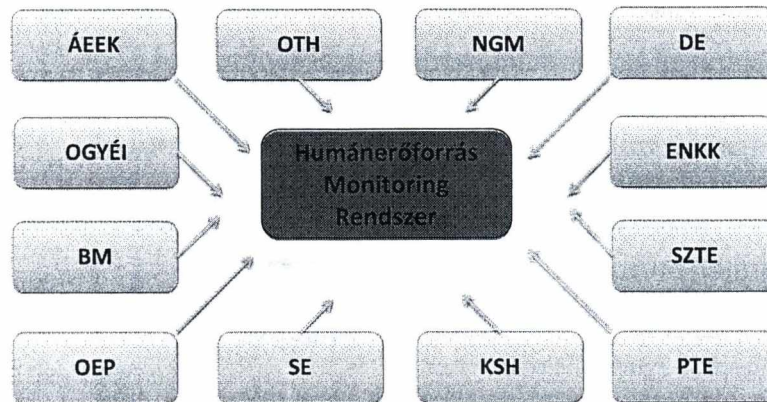 ÁEEK
OTH
NGM
DE
OGYÉI
Humánerőforrás
Monitoring
Rendszer
ENKK
BM
SZTE
OEP
SE
KSH
PTE